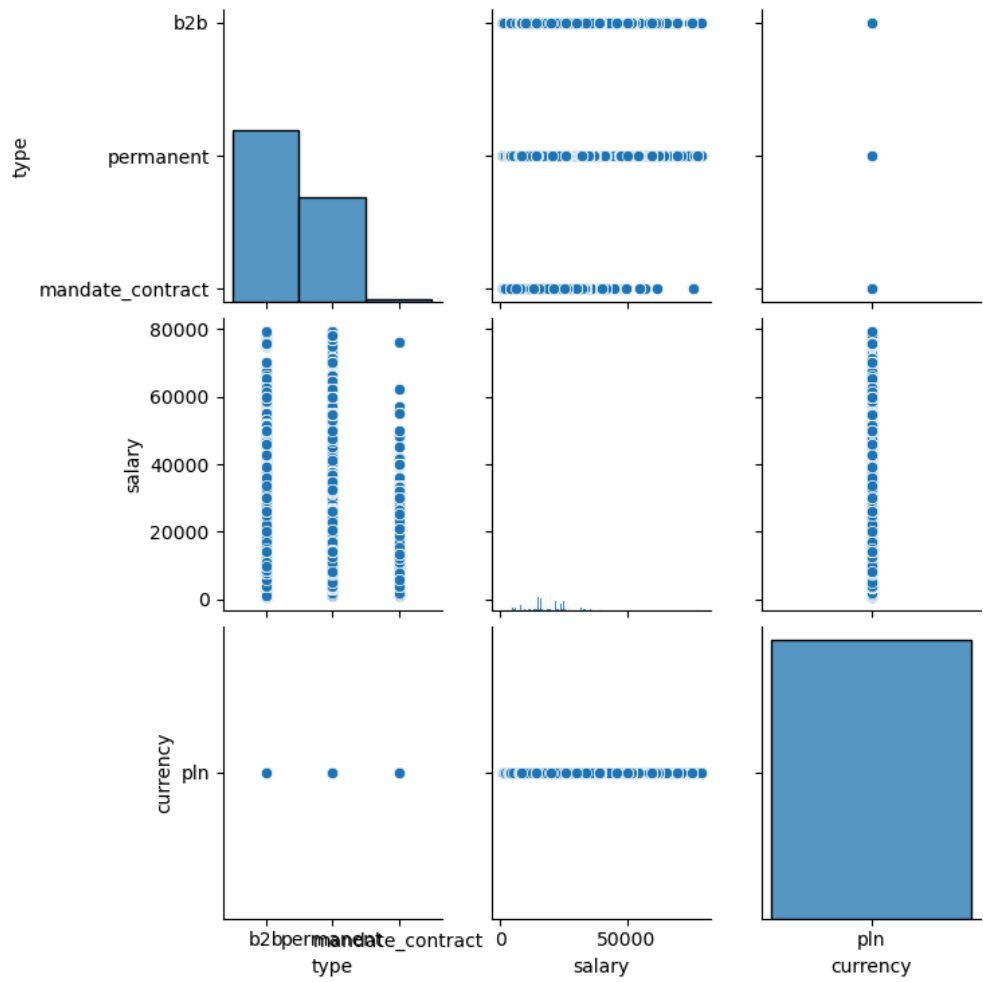 b2b
permanent
mandate_contract
type
80000
60000
40000
20000
0
salary
pln
currency
b2b permanent mandate_contract
type
0 50000
salary
pln
currency